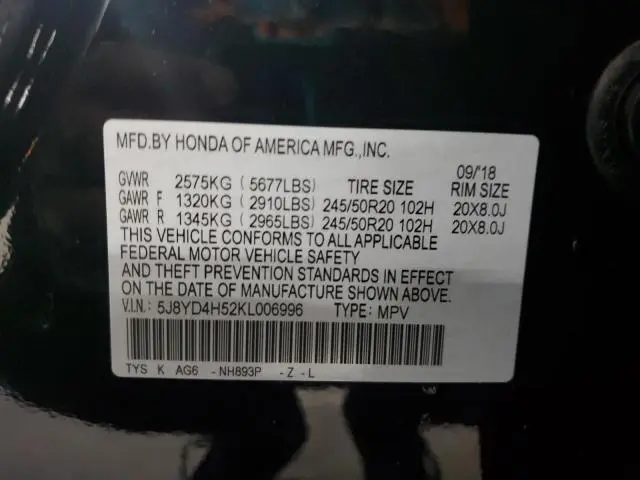 MFD.BY HONDA OF AMERICA MFG.,INC.
09/'18
GVWR 2575KG (5677LBS) TIRE SIZE RIM SIZE
GAWR F 1320KG (2910LBS) 245/50R20 102H 20X8.0J
GAWR R 1345KG (2965LBS) 245/50R20 102H 20X8.0J
THIS VEHICLE CONFORMS TO ALL APPLICABLE
FEDERAL MOTOR VEHICLE SAFETY
AND THEFT PREVENTION STANDARDS IN EFFECT
ON THE DATE OF MANUFACTURE SHOWN ABOVE.
V.I.N.: 5J8YD4H52KL006996 TYPE: MPV
TYS K AG6 -NH893P -Z-L